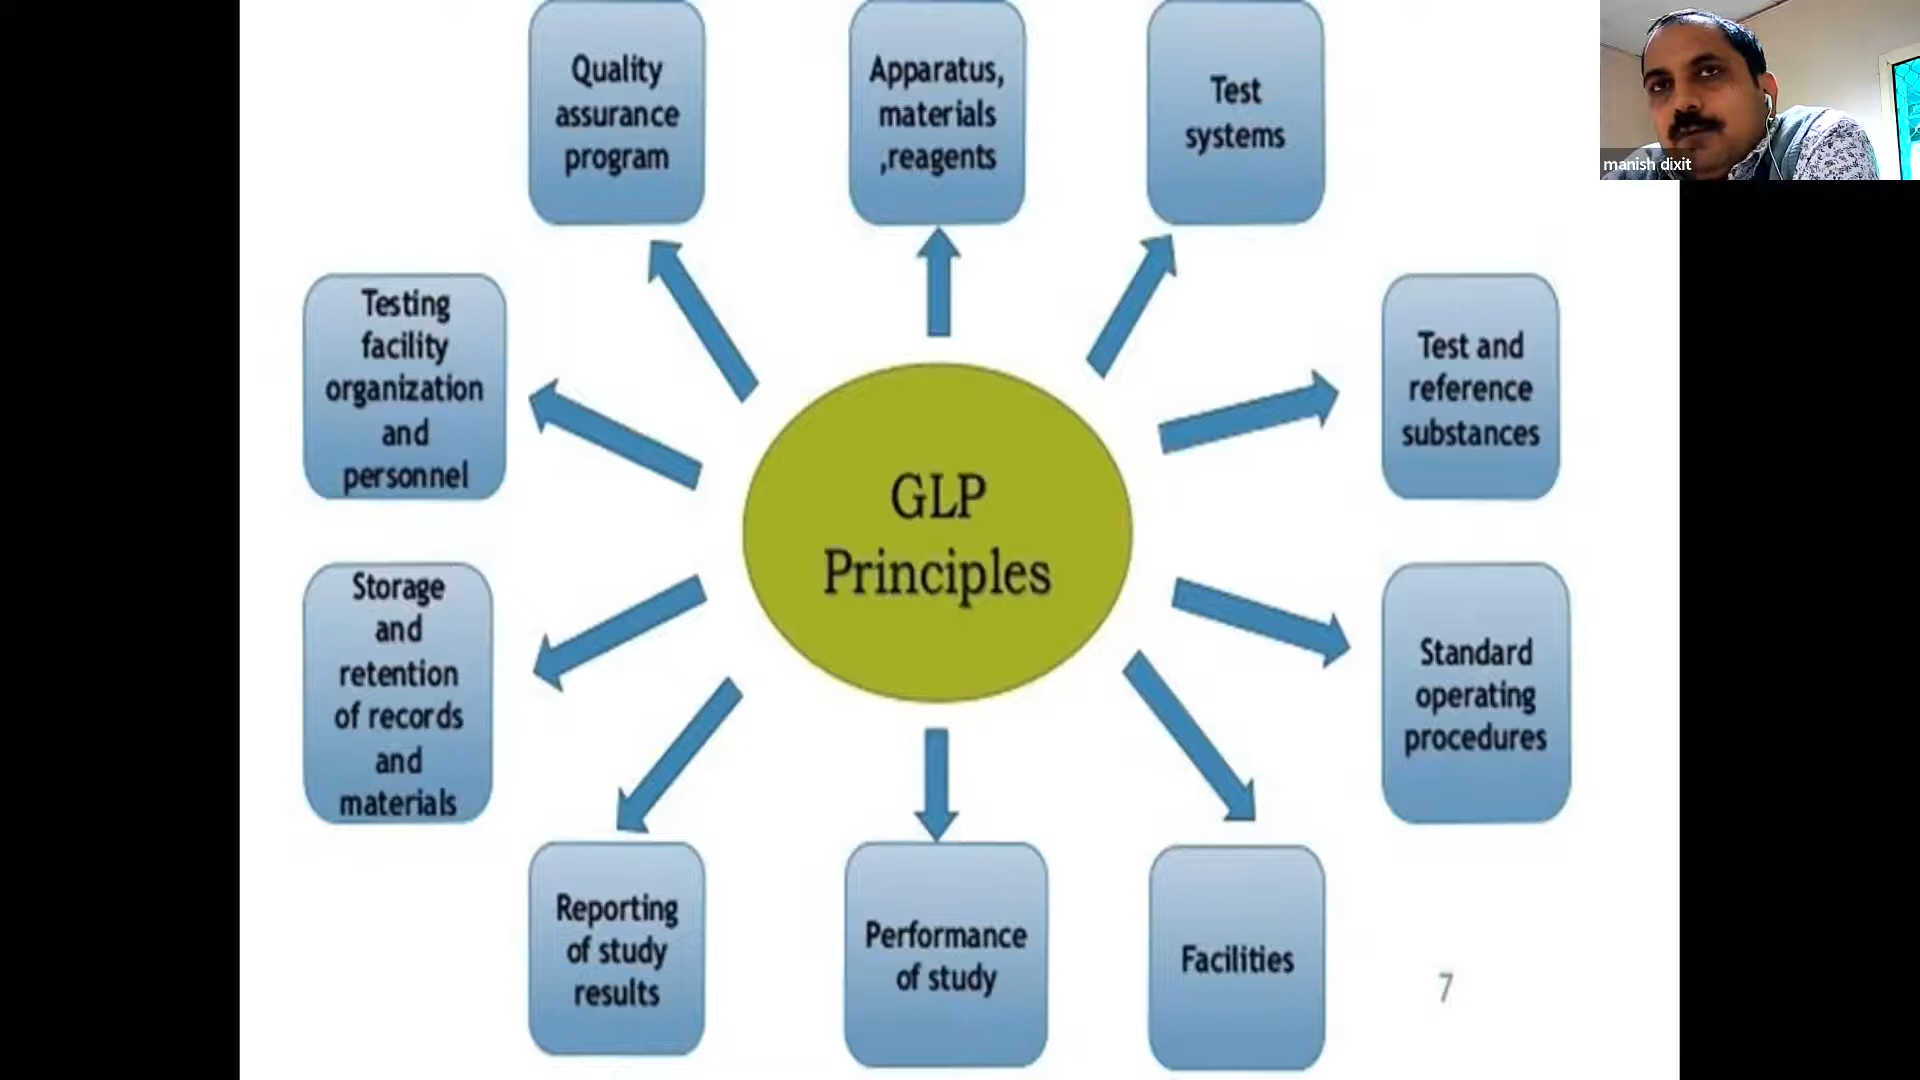 Quality
assurance
program
Apparatus,
materials
,reagents
Test
systems
manish dixit
Testing
facility
organization
and
personnel
Test and
reference
substances
GLP
Principles
Storage
and
retention
of records
and
materials
Standard
operating
procedures
Reporting
of study
results
Performance
of study
Facilities
7